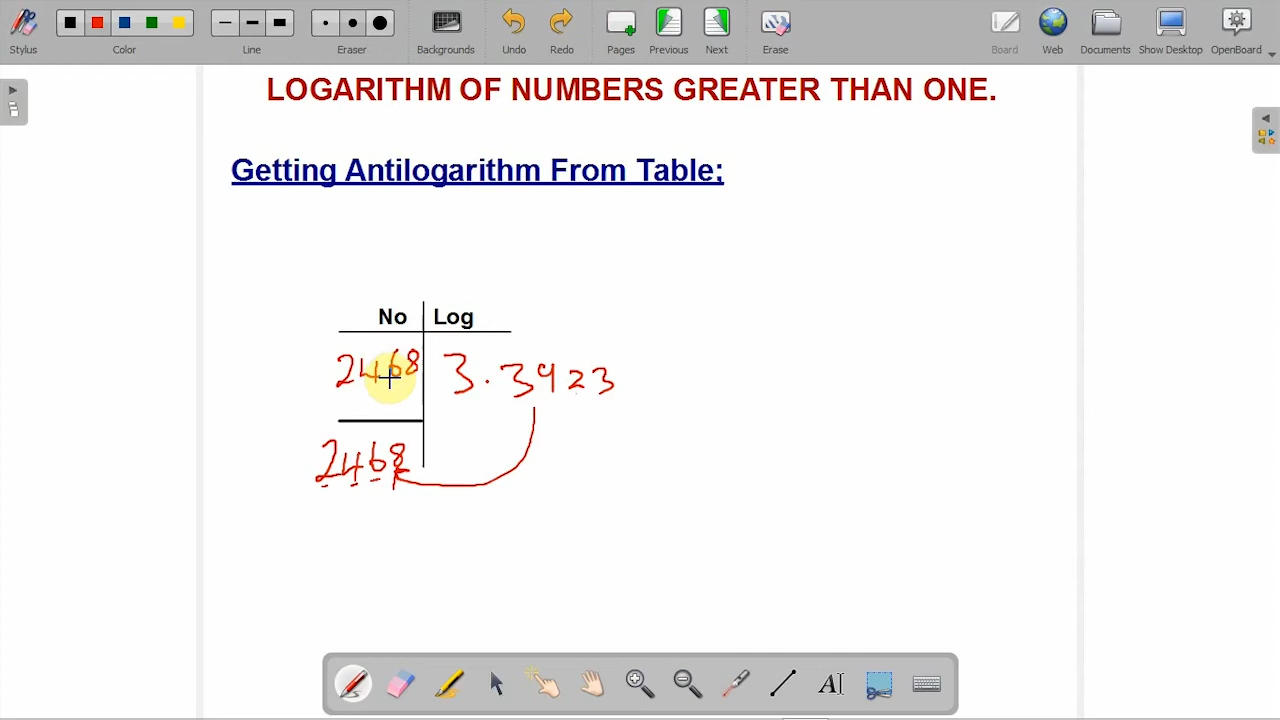 Stylus Color Line Eraser Backgrounds Undo Redo Pages Previous Next Erase Board Web Documents Show Desktop OpenBoard
LOGARITHM OF NUMBERS GREATER THAN ONE.
Getting Antilogarithm From Table;
No Log
2468 3.3923
2468
AI